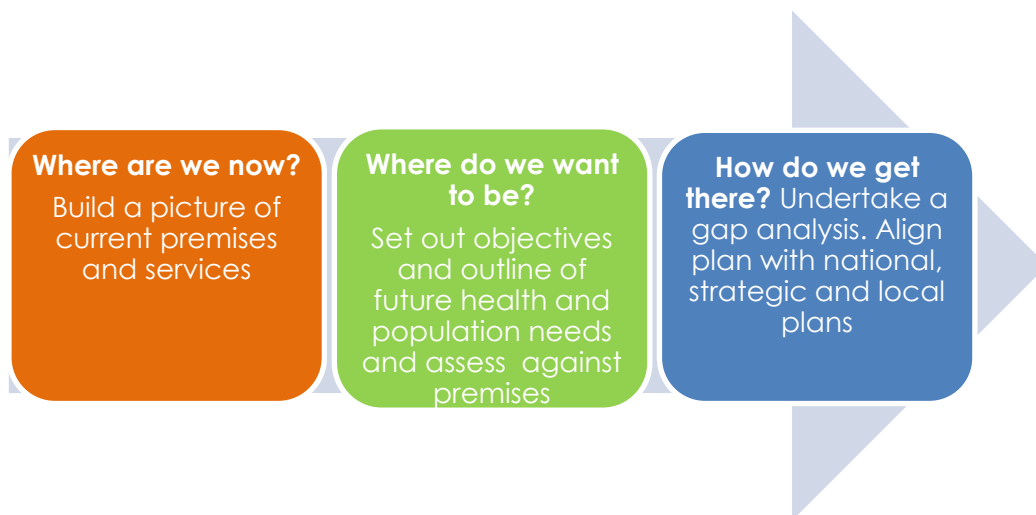 Where are we now?
Build a picture of
current premises
and services
Where do we want
to be?
Set out objectives
and outline of
future health and
population needs
and assess  against
premises
How do we get
there? Undertake a
gap analysis. Align
plan with national,
strategic and local
plans